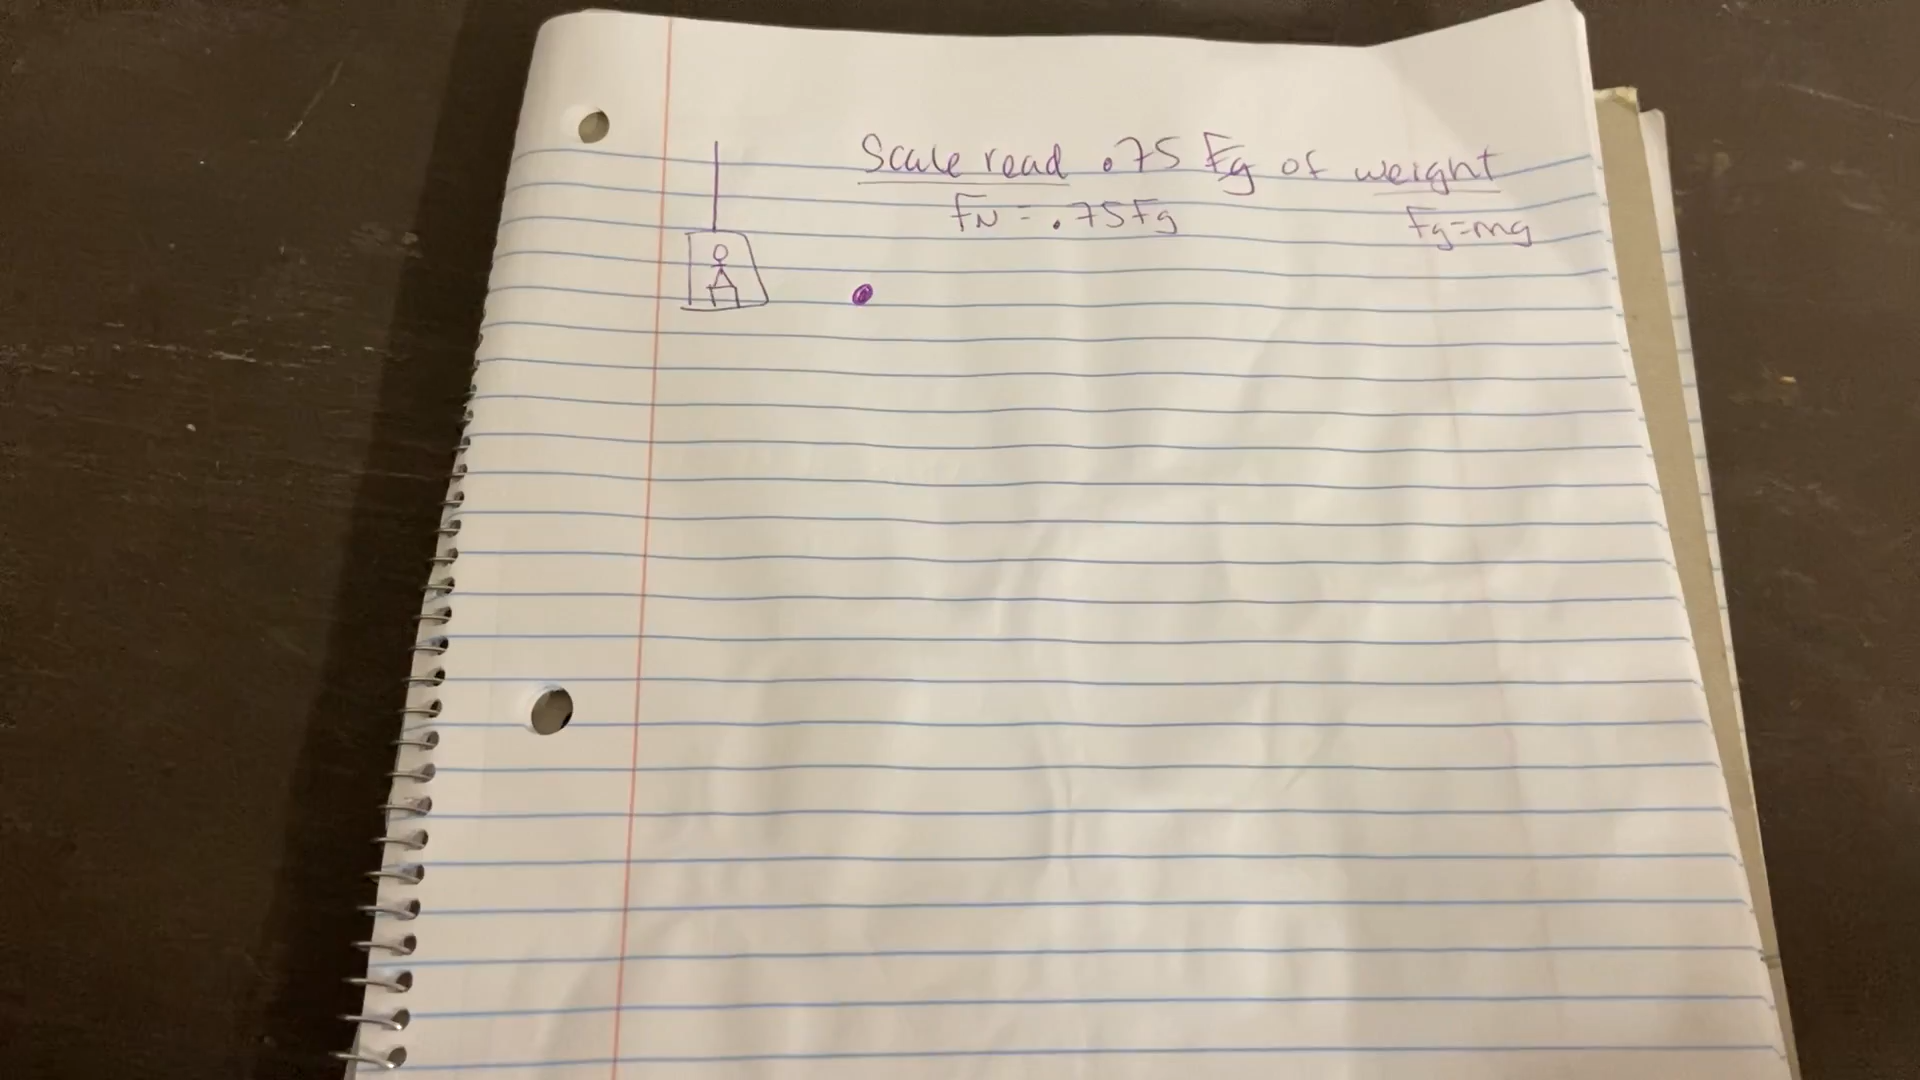 Scale read .75 Fg of weight
FN = .75Fg Fg=mg